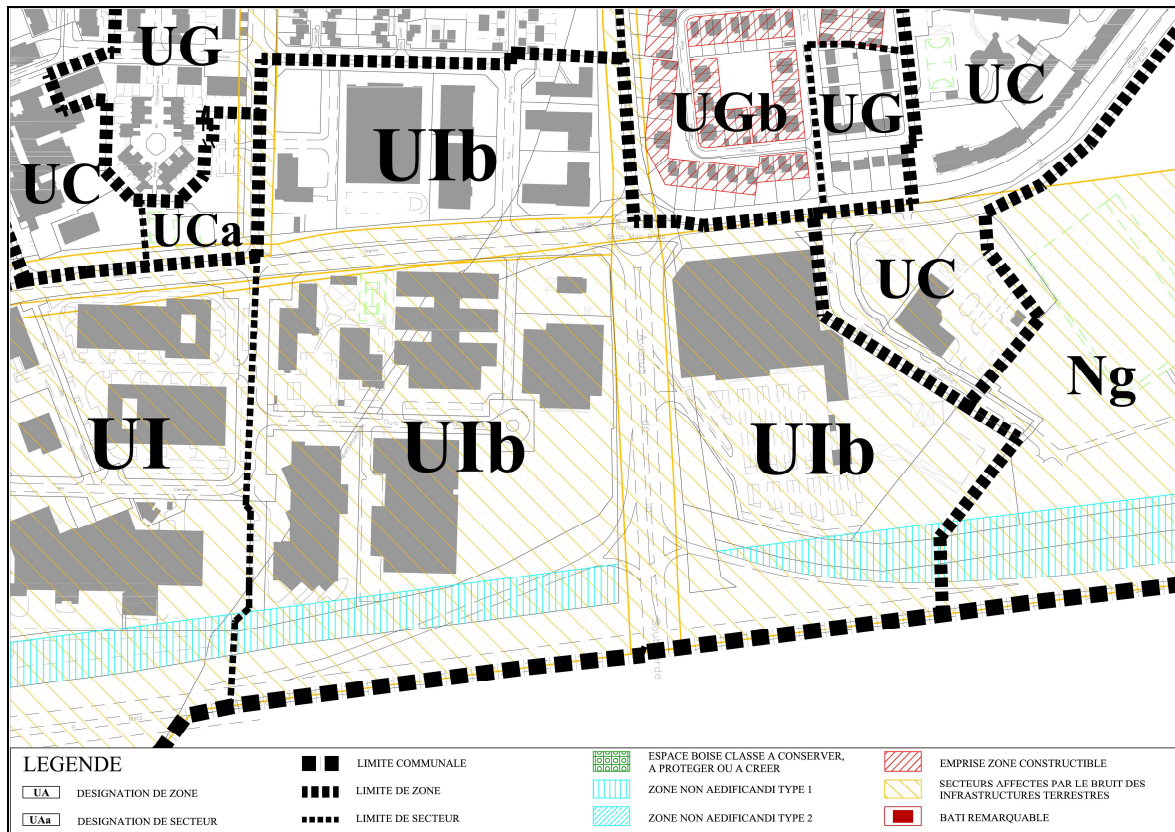 UG
UC
UCa
UIb
UGb
UG
UC
UC
Ng
UI
UIb
UIb
LEGENDE
UA DESIGNATION DE ZONE
UAa DESIGNATION DE SECTEUR
LIMITE COMMUNALE
LIMITE DE ZONE
LIMITE DE SECTEUR
ESPACE BOISE CLASSE A CONSERVER,
A PROTEGER OU A CREER
ZONE NON AEDIFICANDI TYPE 1
ZONE NON AEDIFICANDI TYPE 2
EMPRISE ZONE CONSTRUCTIBLE
SECTEURS AFFECTES PAR LE BRUIT DES
INFRASTRUCTURES TERRESTRES
BATI REMARQUABLE